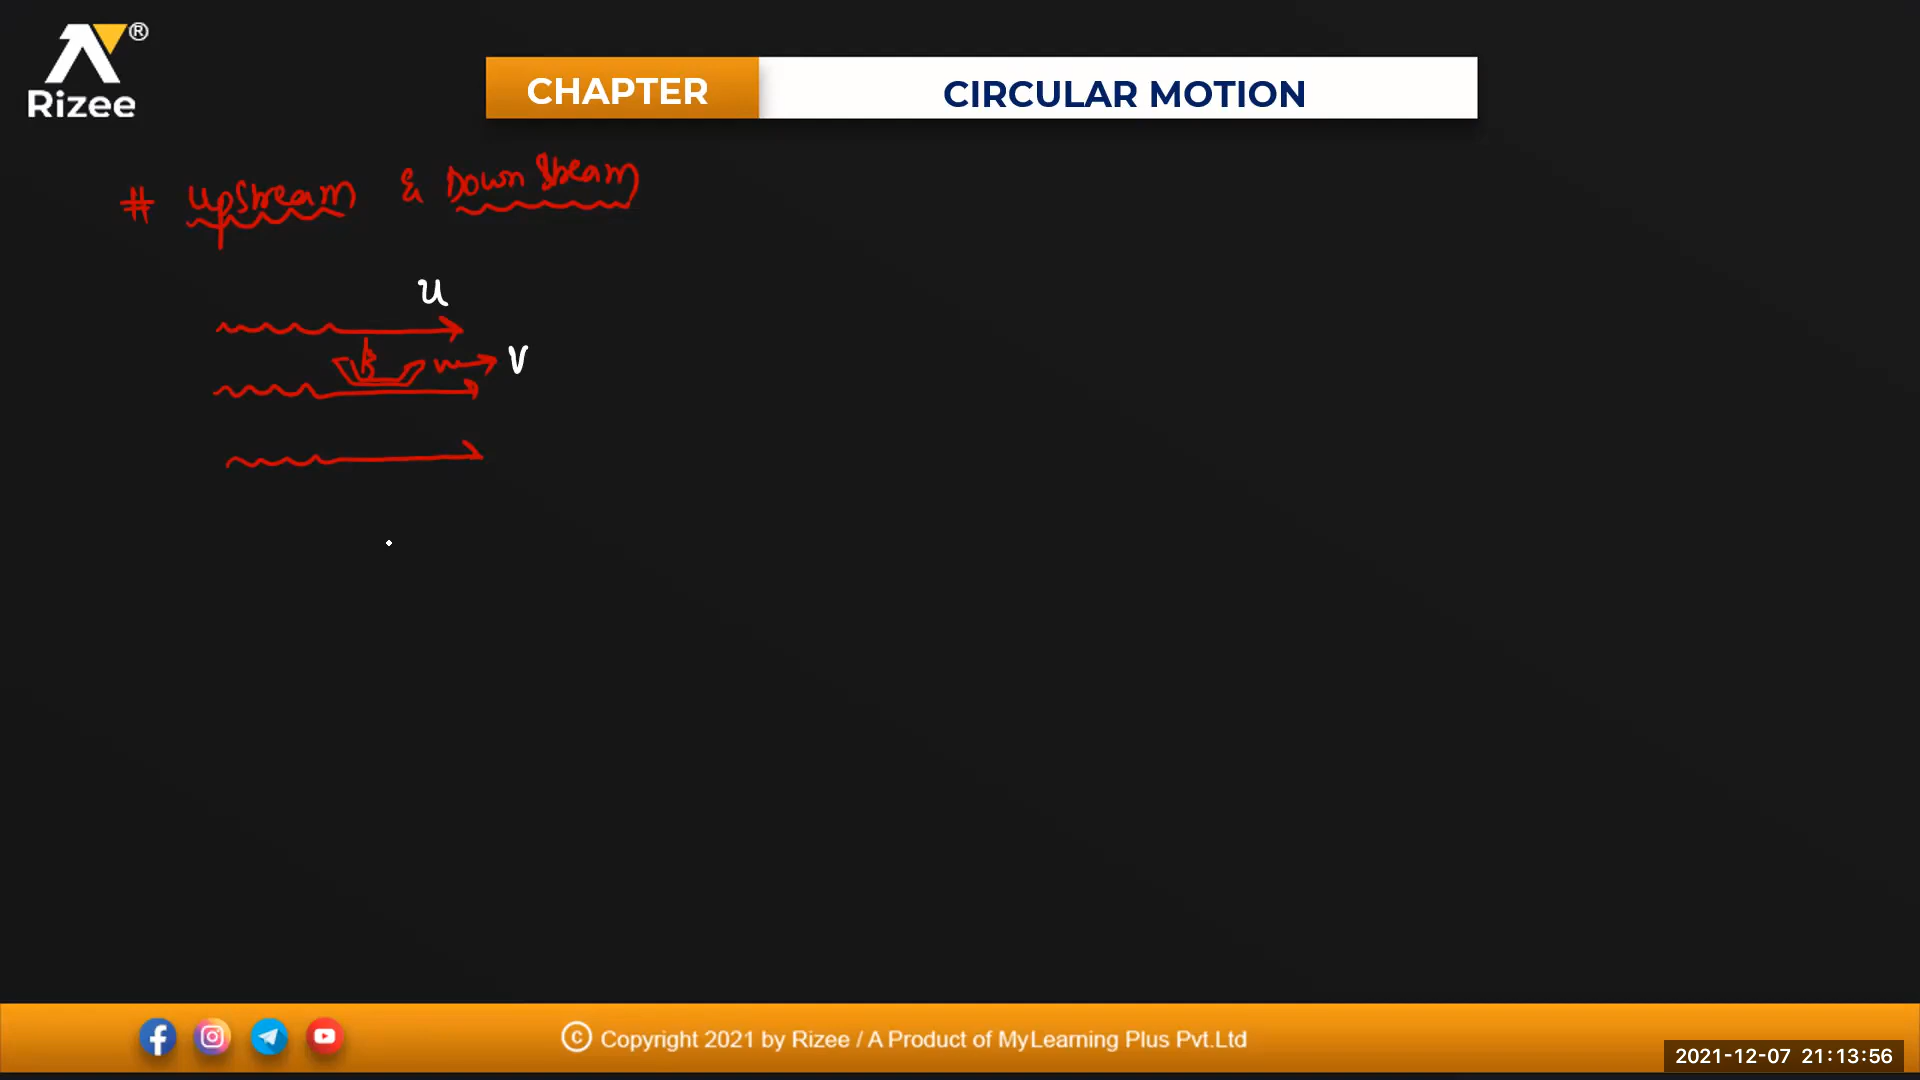 Rizee®
CHAPTER
CIRCULAR MOTION
# Upstream & Down Stream
u
B
v
© Copyright 2021 by Rizee / A Product of MyLearning Plus Pvt.Ltd
2021-12-07 21:13:56